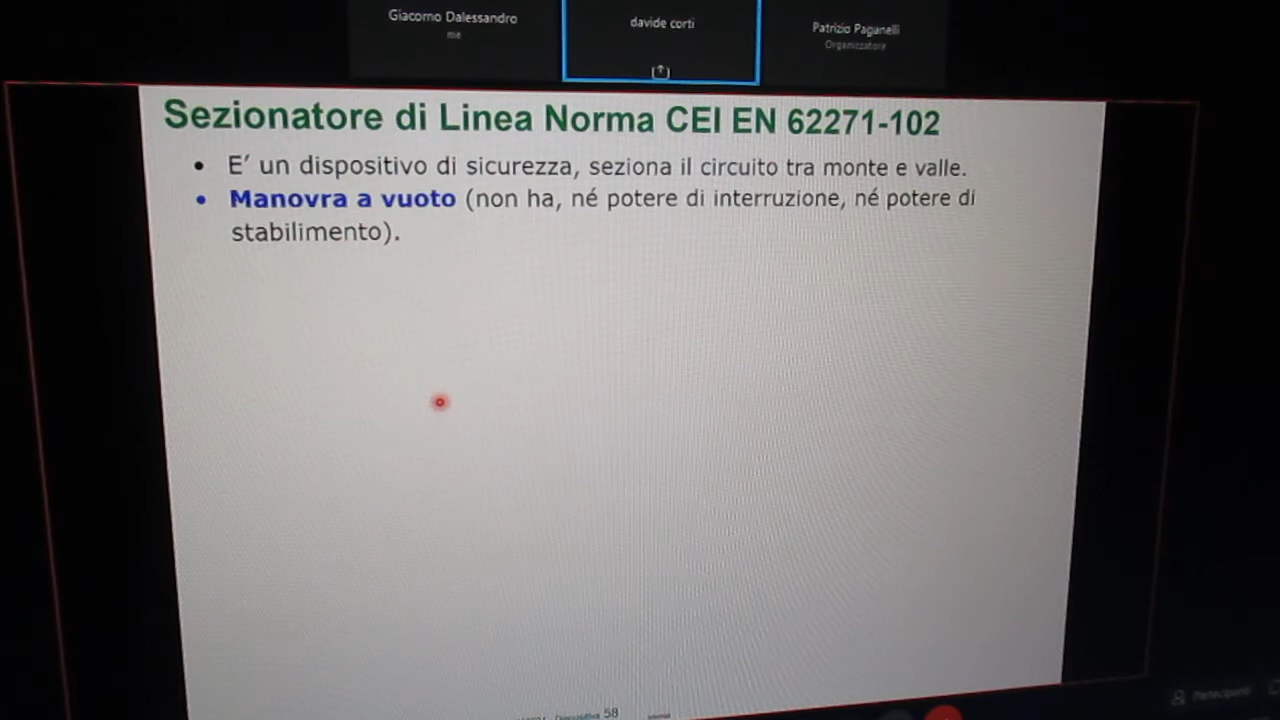 Giacomo Dalessandro
me
davide corti
Patrizio Paganelli
Organizzatore
Sezionatore di Linea Norma CEI EN 62271-102
• E’ un dispositivo di sicurezza, seziona il circuito tra monte e valle.
• Manovra a vuoto (non ha, né potere di interruzione, né potere di
stabilimento).
58
Partecipanti